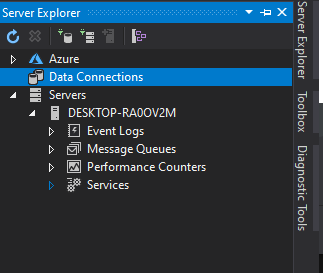 Server Explorer
Azure
Data Connections
Servers
DESKTOP-RA0OV2M
Event Logs
Message Queues
Performance Counters
Services
Server Explorer
Toolbox
Diagnostic Tools